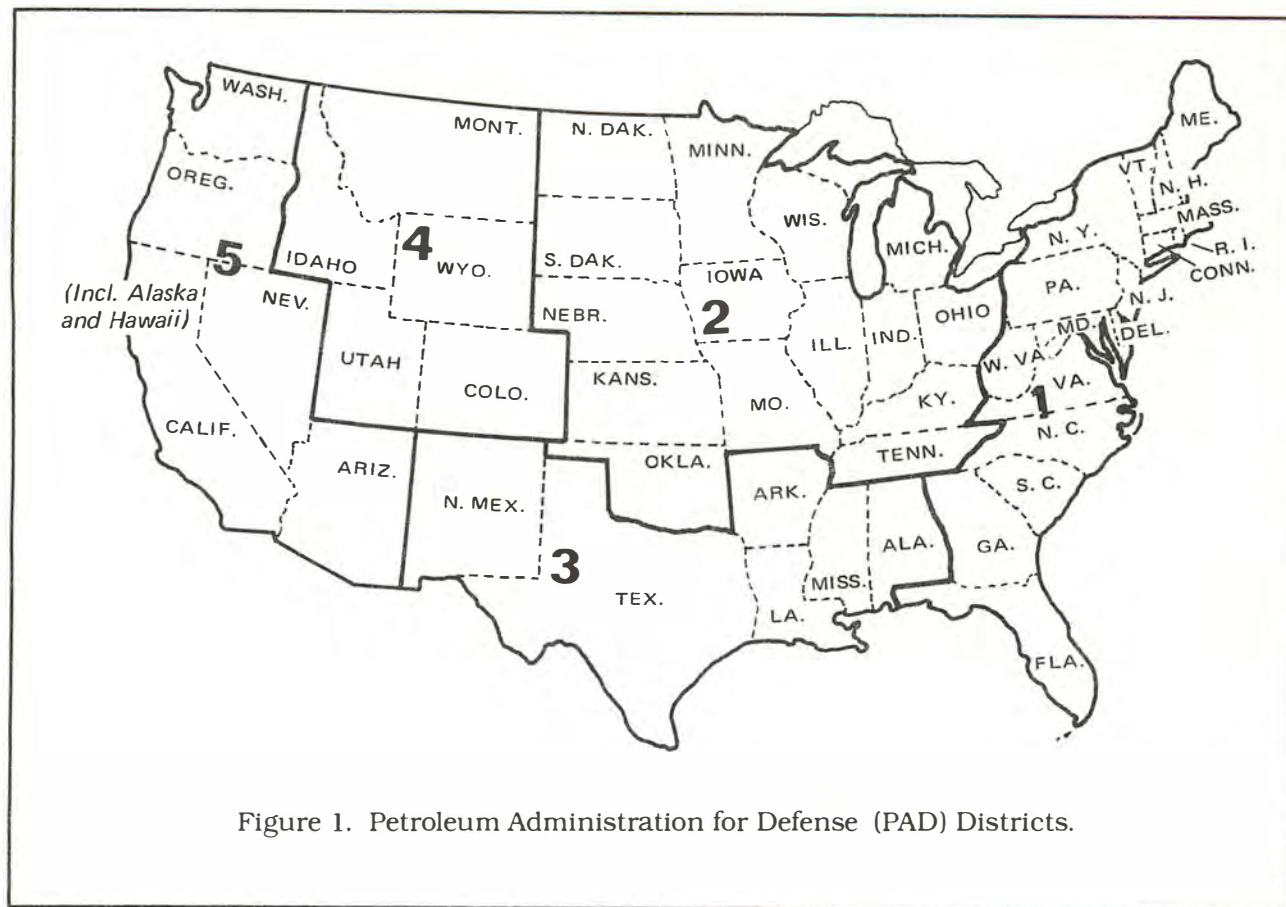 WASH.
MONT.
N. DAK.
MINN.
ME.
VT.
N. H.
OREG.
WIS.
MICH.
MASS.
N. Y.
R. I.
CONN.
5
IDAHO
4
WYO.
S. DAK.
IOWA
(Incl. Alaska
and Hawaii)
NEV.
NEBR.
2
PA.
N. J.
OHIO
MD.
DEL.
UTAH
COLO.
KANS.
ILL.
IND.
W. VA
VA.
1
CALIF.
MO.
KY.
N. C.
ARIZ.
N. MEX.
OKLA.
TENN.
ARK.
S. C.
3
TEX.
MISS.
ALA.
GA.
LA.
FLA.
Figure 1. Petroleum Administration for Defense (PAD) Districts.